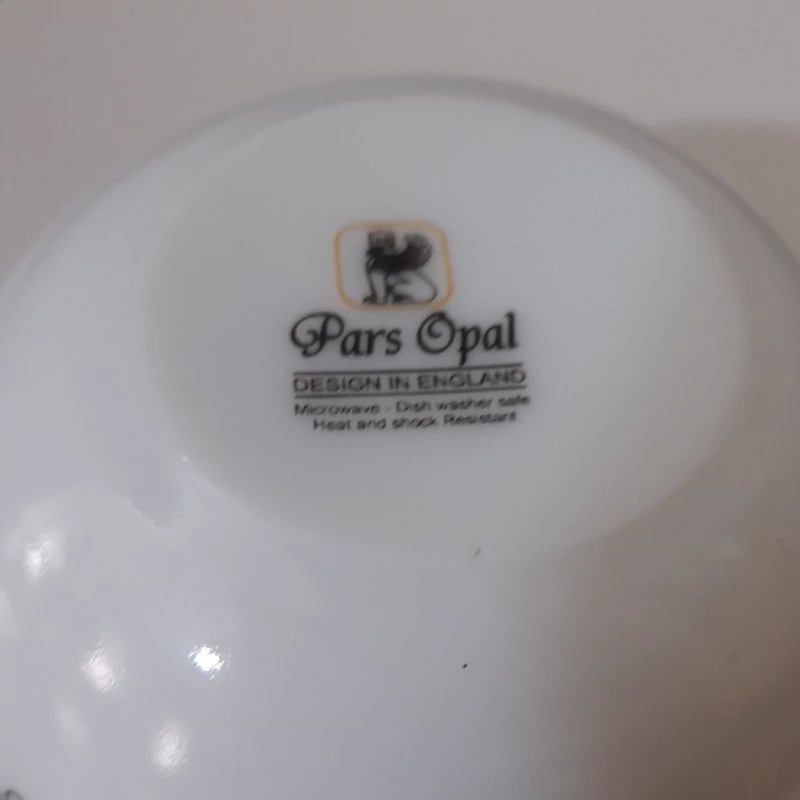 Pars Opal
DESIGN IN ENGLAND
Microwave - Dish washer safe
Heat and shock Resistant